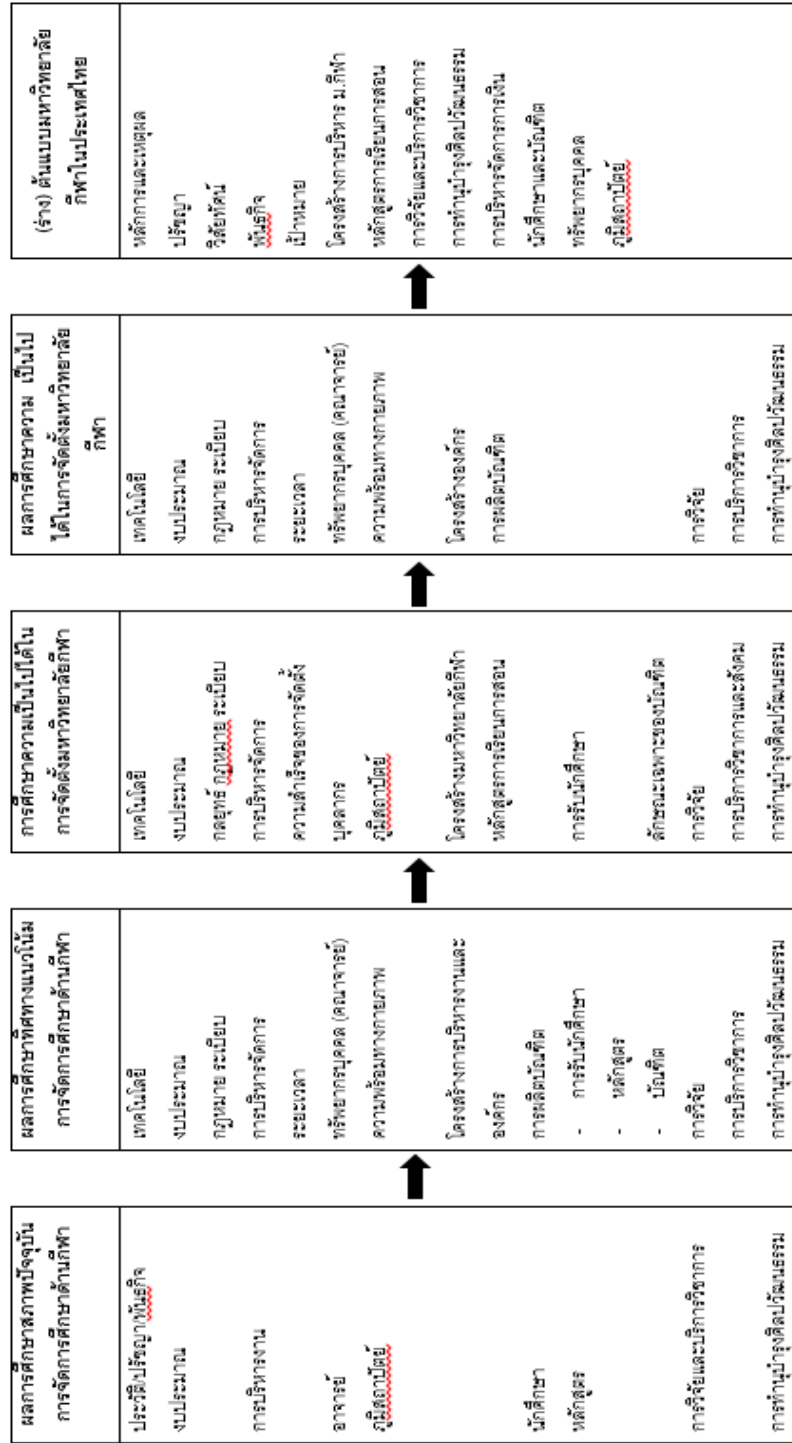 ผลการศึกษาสภาพปัจจุบัน
การจัดการศึกษาด้านกีฬา
ประวัติ/ปรัชญา/พันธกิจ
งบประมาณ
การบริหารงาน
อาจารย์
ภูมิสถาปัตย์
นักศึกษา
หลักสูตร
การวิจัยและบริการวิชาการ
การทำนุบำรุงศิลปวัฒนธรรม
ผลการศึกษาทิศทางแนวโน้ม
การจัดการศึกษาด้านกีฬา
เทคโนโลยี
งบประมาณ
กฎหมาย ระเบียบ
การบริหารจัดการ
ระยะเวลา
ทรัพยากรบุคคล (คณาจารย์)
ความพร้อมทางกายภาพ
โครงสร้างการบริหารงานและ
องค์กร
การผลิตบัณฑิต
- การรับนักศึกษา
- หลักสูตร
- บัณฑิต
การวิจัย
การบริการวิชาการ
การทำนุบำรุงศิลปวัฒนธรรม
การศึกษาความเป็นไปได้ใน
การจัดตั้งมหาวิทยาลัยกีฬา
เทคโนโลยี
งบประมาณ
กลยุทธ์ กฎหมาย ระเบียบ
การบริหารจัดการ
ความสำเร็จของการจัดตั้ง
บุคลากร
ภูมิสถาปัตย์
โครงสร้างมหาวิทยาลัยกีฬา
หลักสูตรการเรียนการสอน
การรับนักศึกษา
ลักษณะเฉพาะของบัณฑิต
การวิจัย
การบริการวิชาการและสังคม
การทำนุบำรุงศิลปวัฒนธรรม
ผลการศึกษาความ เป็นไป
ได้ในการจัดตั้งมหาวิทยาลัย
กีฬา
เทคโนโลยี
งบประมาณ
กฎหมาย ระเบียบ
การบริหารจัดการ
ระยะเวลา
ทรัพยากรบุคคล (คณาจารย์)
ความพร้อมทางกายภาพ
โครงสร้างองค์กร
การผลิตบัณฑิต
การวิจัย
การบริการวิชาการ
การทำนุบำรุงศิลปวัฒนธรรม
(ร่าง) ต้นแบบมหาวิทยาลัย
กีฬาในประเทศไทย
หลักการและเหตุผล
ปรัชญา
วิสัยทัศน์
พันธกิจ
เป้าหมาย
โครงสร้างการบริหาร ม.กีฬา
หลักสูตรการเรียนการสอน
การวิจัยและบริการวิชาการ
การทำนุบำรุงศิลปวัฒนธรรม
การบริหารจัดการการเงิน
นักศึกษาและบัณฑิต
ทรัพยากรบุคคล
ภูมิสถาปัตย์